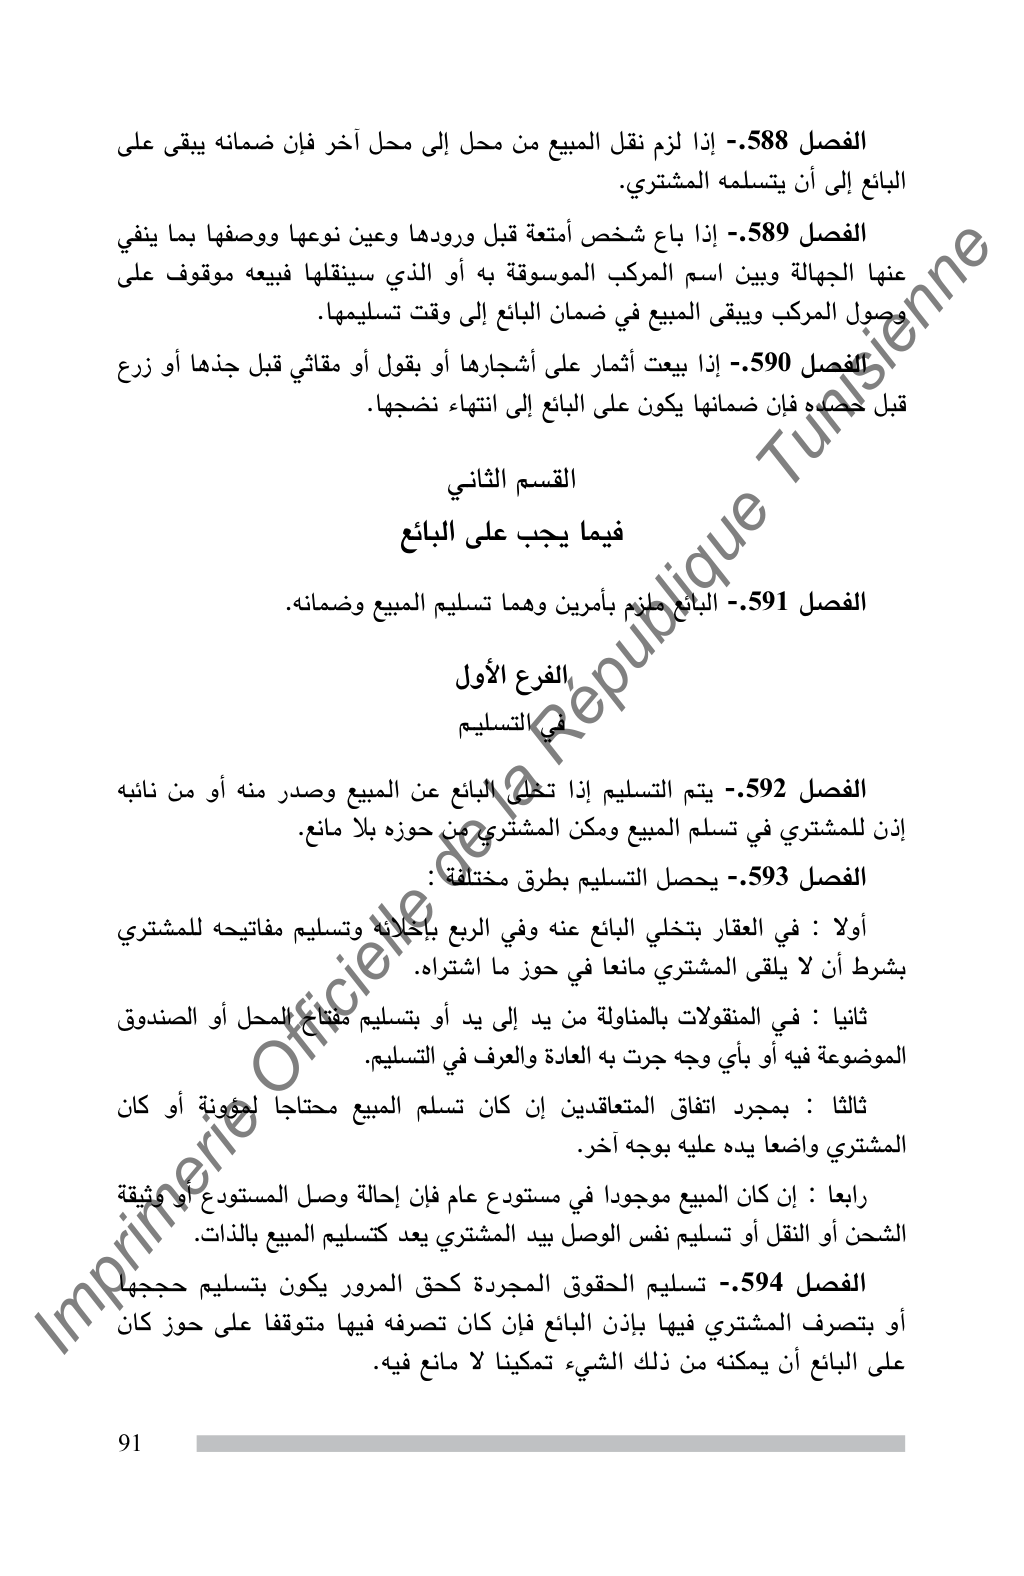 الفصل 588.- إذا لزم نقل المبيع من محل إلى محل آخر فإن ضمانه يبقى على
البائع إلى أن يتسلمه المشتري.
الفصل 589.- إذا باع شخص أمتعة قبل ورودها وعين نوعها ووصفها بما ينفي
عنها الجهالة وبين اسم المركب الموسوقة به أو الذي سينقلها فبيعه موقوف على
وصول المركب ويبقى المبيع في ضمان البائع إلى وقت تسليمها.
الفصل 590.- إذا بيعت أثمار على أشجارها أو بقول أو مقاثي قبل جذها أو زرع
قبل حصده فإن ضمانها يكون على البائع إلى انتهاء نضجها.
القسم الثاني
فيما يجب على البائع
الفصل 591.- البائع ملزم بأمرين وهما تسليم المبيع وضمانه.
الفرع الأول
في التسليم
الفصل 592.- يتم التسليم إذا تخلى البائع عن المبيع وصدر منه أو من نائبه
إذن للمشتري في تسلم المبيع ومكن المشتري من حوزه بلا مانع.
الفصل 593.- يحصل التسليم بطرق مختلفة :
أولا : في العقار بتخلي البائع عنه وفي الربع بإخلائه وتسليم مفاتيحه للمشتري
بشرط أن لا يلقى المشتري مانعا في حوز ما اشتراه.
ثانيا : في المنقولات بالمناولة من يد إلى يد أو بتسليم مفتاح المحل أو الصندوق
الموضوعة فيه أو بأي وجه جرت به العادة والعرف في التسليم.
ثالثا : بمجرد اتفاق المتعاقدين إن كان تسلم المبيع محتاجا لمؤونة أو كان
المشتري واضعا يده عليه بوجه آخر.
رابعا : إن كان المبيع موجودا في مستودع عام فإن إحالة وصل المستودع أو وثيقة
الشحن أو النقل أو تسليم نفس الوصل بيد المشتري يعد كتسليم المبيع بالذات.
الفصل 594.- تسليم الحقوق المجردة كحق المرور يكون بتسليم حججها
أو بتصرف المشتري فيها بإذن البائع فإن كان تصرفه فيها متوقفا على حوز كان
على البائع أن يمكنه من ذلك الشيء تمكينا لا مانع فيه.
91
Imprimerie Officielle de la République Tunisienne